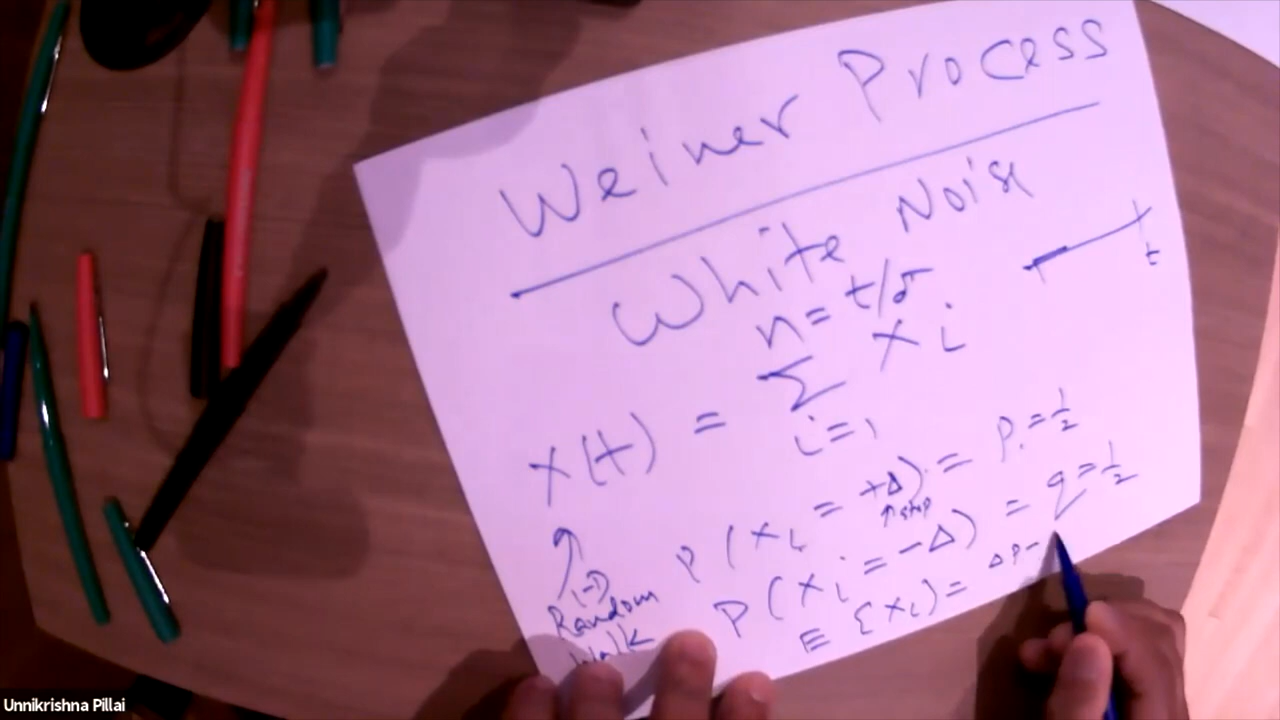 Weiner Process
White Noise
t
n = t/δ
X(t) = Σ xi
i=1
P(xi = +Δ) = p = 1/2
↑ step
P(xi = -Δ) = q = 1/2
E{xi} = Δp -
1-D
Random
Walk
Unnikrishna Pillai